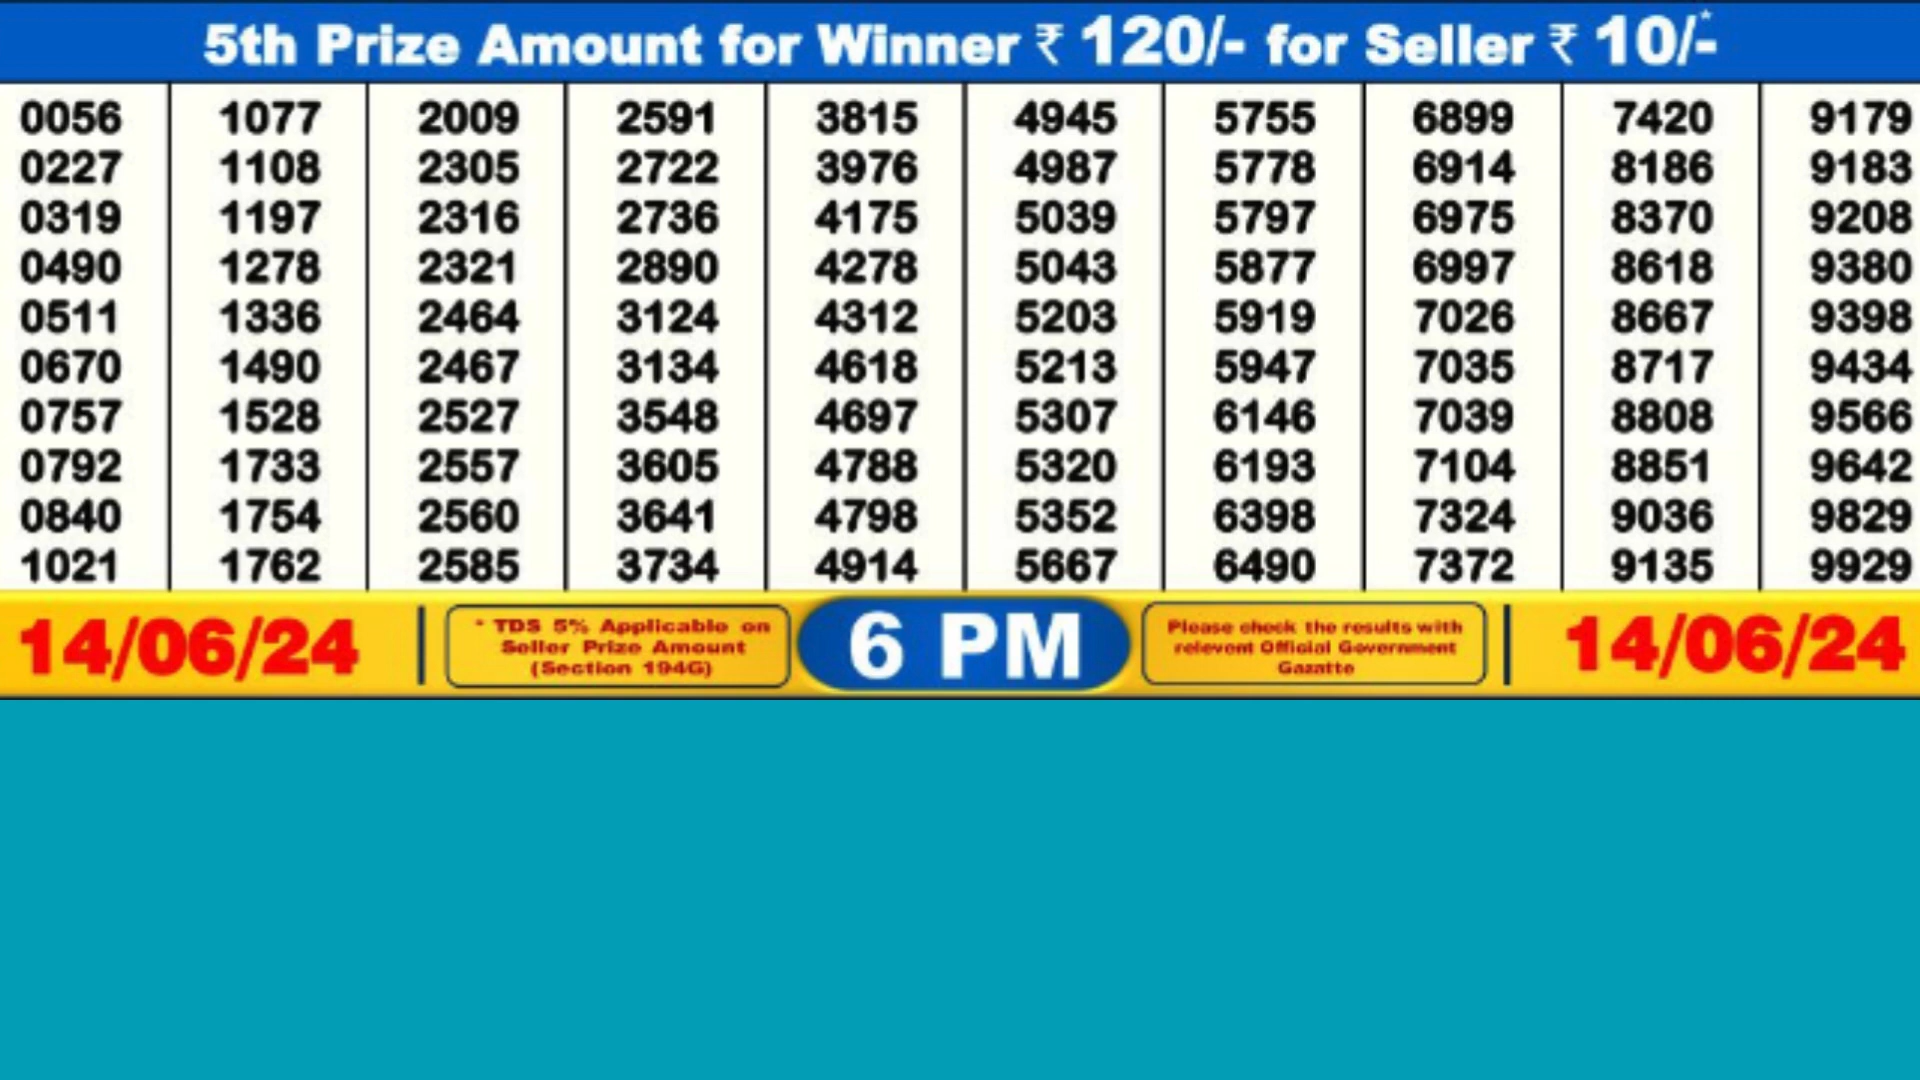 5th Prize Amount for Winner ₹ 120/- for Seller ₹ 10/-*
0056 1077 2009 2591 3815 4945 5755 6899 7420 9179
0227 1108 2305 2722 3976 4987 5778 6914 8186 9183
0319 1197 2316 2736 4175 5039 5797 6975 8370 9208
0490 1278 2321 2890 4278 5043 5877 6997 8618 9380
0511 1336 2464 3124 4312 5203 5919 7026 8667 9398
0670 1490 2467 3134 4618 5213 5947 7035 8717 9434
0757 1528 2527 3548 4697 5307 6146 7039 8808 9566
0792 1733 2557 3605 4788 5320 6193 7104 8851 9642
0840 1754 2560 3641 4798 5352 6398 7324 9036 9829
1021 1762 2585 3734 4914 5667 6490 7372 9135 9929
14/06/24
* TDS 5% Applicable on
Seller Prize Amount
(Section 194G)
6 PM
Please check the results with
relevent Official Government
Gazatte
14/06/24